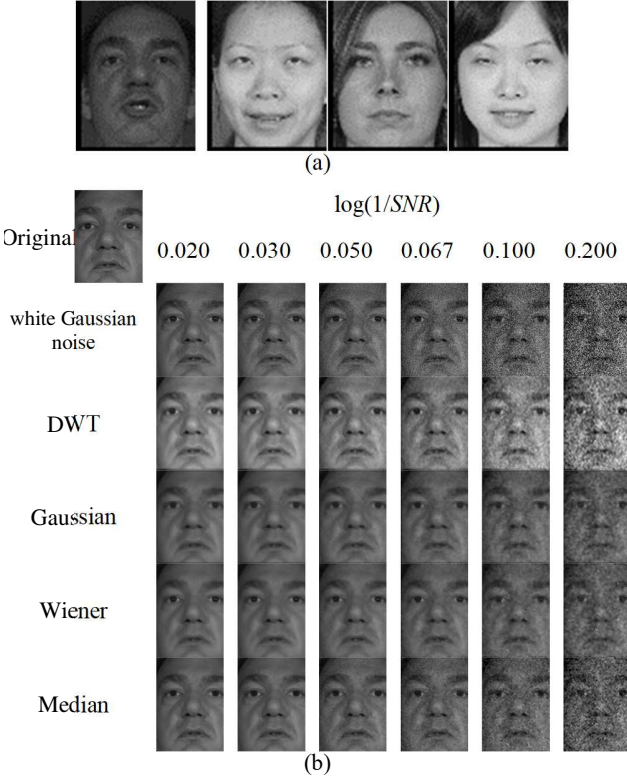 (a)
log(1/SNR)
Original
0.020 0.030 0.050 0.067 0.100 0.200
white Gaussian
noise
DWT
Gaussian
Wiener
Median
(b)